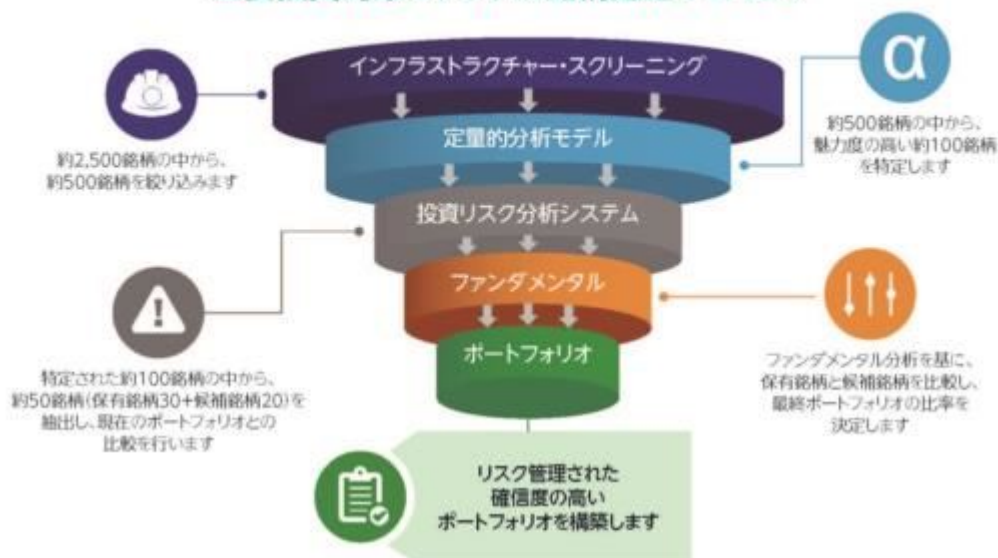 インフラストラクチャー・スクリーニング
約2,500銘柄の中から、
約500銘柄を絞り込みます
定量的分析モデル
α
約500銘柄の中から、
魅力度の高い約100銘柄
を特定します
投資リスク分析システム
特定された約100銘柄の中から、
約50銘柄(保有銘柄30+候補銘柄20)を
抽出し、現在のポートフォリオとの
比較を行います
ファンダメンタル
ファンダメンタル分析を基に、
保有銘柄と候補銘柄を比較し、
最終ポートフォリオの比率を
決定します
ポートフォリオ
リスク管理された
確信度の高い
ポートフォリオを構築します